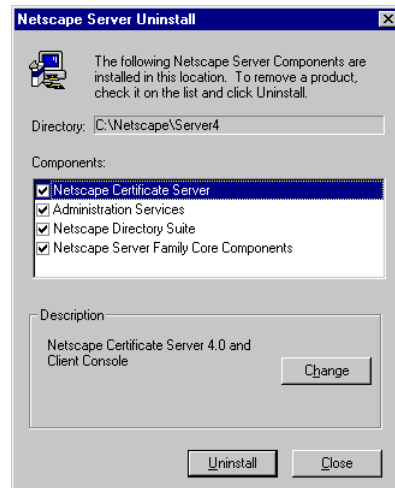 Netscape Server Uninstall
The following Netscape Server Components are
installed in this location. To remove a product,
check it on the list and click Uninstall.
Directory: C:\Netscape\Server4
Components:
Netscape Certificate Server
Administration Services
Netscape Directory Suite
Netscape Server Family Core Components
Description
Netscape Certificate Server 4.0 and
Client Console
Change
Uninstall
Close